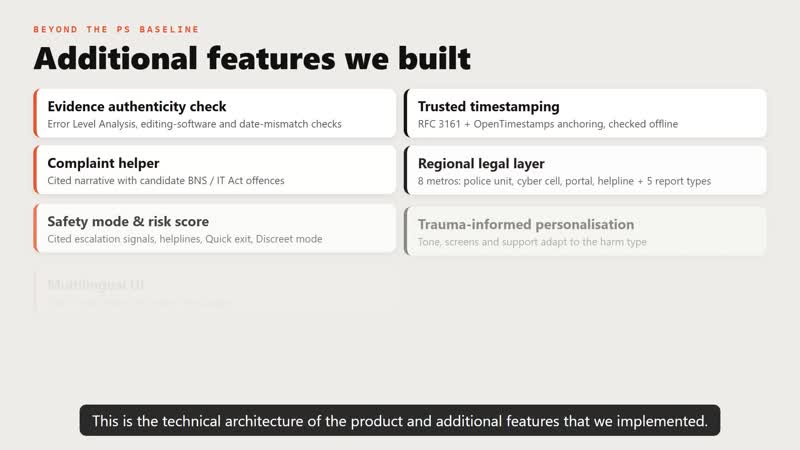 BEYOND THE PS BASELINE
Additional features we built
Evidence authenticity check
Error Level Analysis, editing-software and date-mismatch checks
Trusted timestamping
RFC 3161 + OpenTimestamps anchoring, checked offline
Complaint helper
Cited narrative with candidate BNS / IT Act offences
Regional legal layer
8 metros: police unit, cyber cell, portal, helpline + 5 report types
Safety mode & risk score
Cited escalation signals, helplines, Quick exit, Discreet mode
Trauma-informed personalisation
Tone, screens and support adapt to the harm type
Multilingual UI
This is the technical architecture of the product and additional features that we implemented.